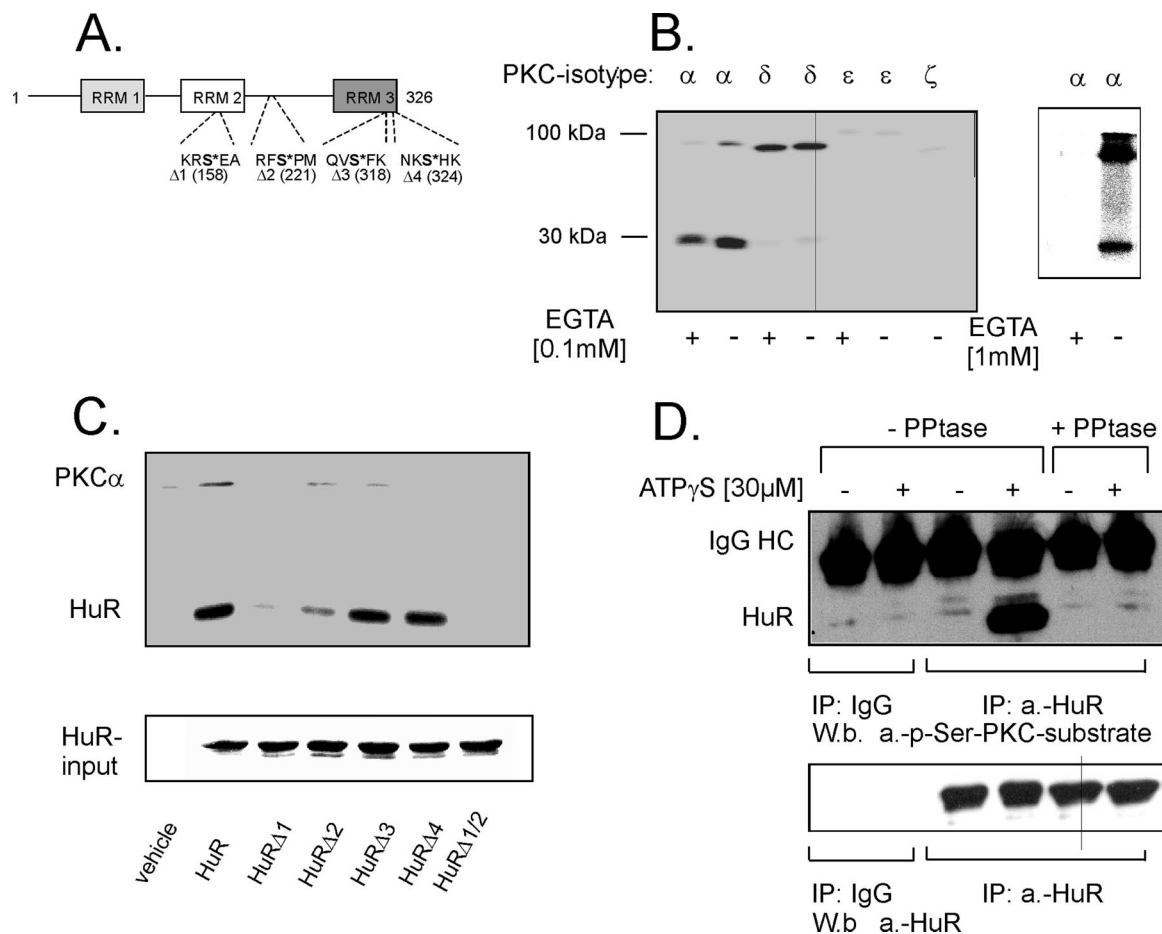 A.
1 RRM 1 RRM 2 RRM 3 326
KRS*EA RFS*PM QVS*FK NKS*HK
Δ1 (158) Δ2 (221) Δ3 (318) Δ4 (324)
B.
PKC-isotype: α α δ δ ε ε ζ
α α
100 kDa
30 kDa
EGTA
[0.1mM] + - + - + - -
EGTA
[1mM] + -
C.
PKCα
HuR
HuR-
input
vehicle HuR HuRΔ1 HuRΔ2 HuRΔ3 HuRΔ4 HuRΔ1/2
D.
- PPtase + PPtase
ATPγS [30µM] - + - + - +
IgG HC
HuR
IP: IgG IP: a.-HuR
W.b. a.-p-Ser-PKC-substrate
IP: IgG IP: a.-HuR
W.b a.-HuR